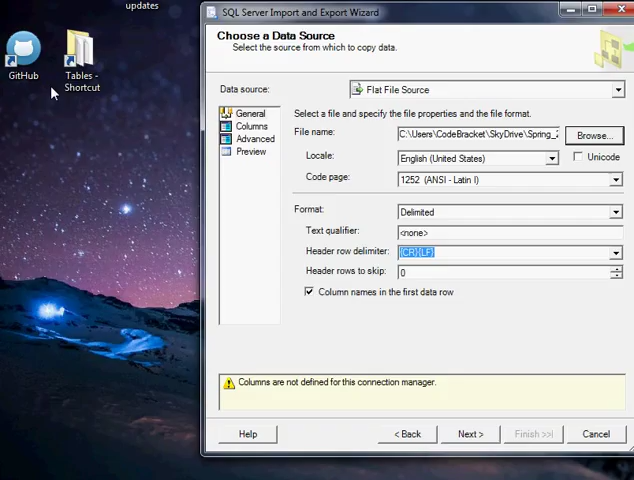 updates
GitHub
Tables -
Shortcut
SQL Server Import and Export Wizard
Choose a Data Source
Select the source from which to copy data.
Data source:
Flat File Source
General
Columns
Advanced
Preview
Select a file and specify the file properties and the file format.
File name:
C:\Users\CodeBracket\SkyDrive\Spring_2
Browse...
Locale:
English (United States)
Unicode
Code page:
1252 (ANSI - Latin I)
Format:
Delimited
Text qualifier:
<none>
Header row delimiter:
{CR}{LF}
Header rows to skip:
0
Column names in the first data row
Columns are not defined for this connection manager.
Help
< Back
Next >
Finish >>|
Cancel